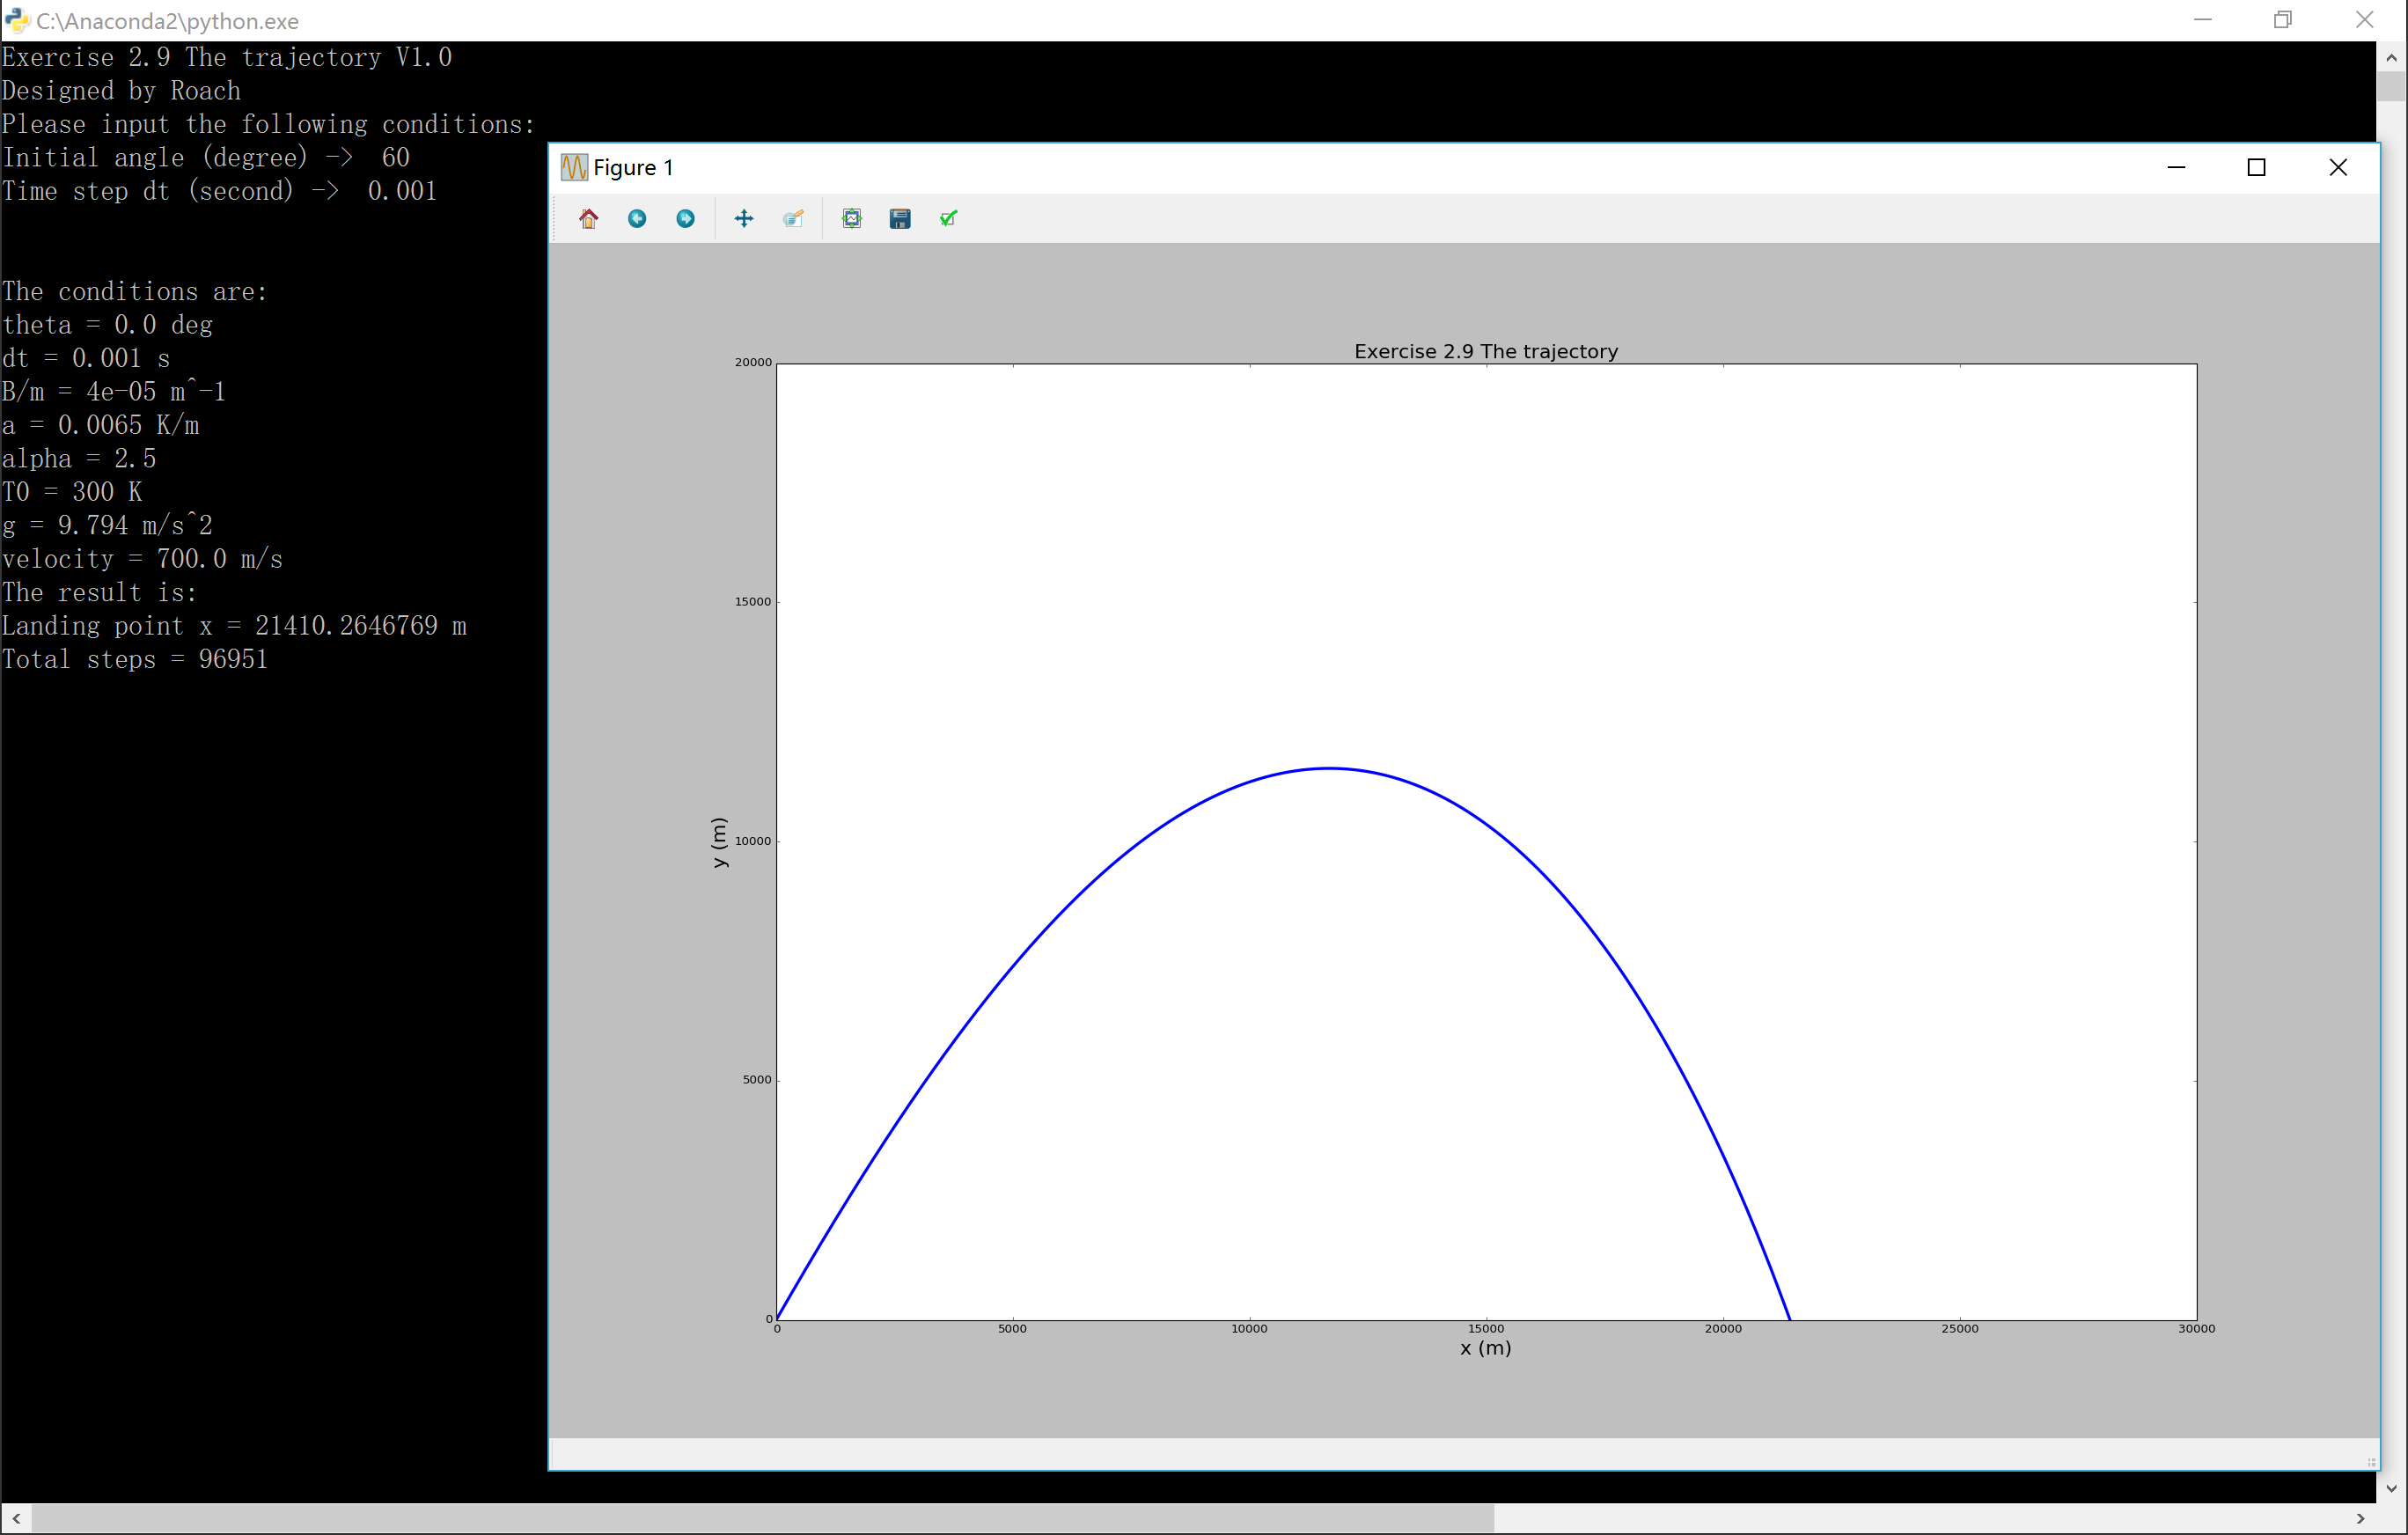 C:\Anaconda2\python.exe
Exercise 2.9 The trajectory V1.0
Designed by Roach
Please input the following conditions:
Initial angle (degree) ->  60
Time step dt (second) ->  0.001
The conditions are:
theta = 0.0 deg
dt = 0.001 s
B/m = 4e-05 m^-1
a = 0.0065 K/m
alpha = 2.5
T0 = 300 K
g = 9.794 m/s^2
velocity = 700.0 m/s
The result is:
Landing point x = 21410.2646769 m
Total steps = 96951
Figure 1
Exercise 2.9 The trajectory
20000
15000
10000
5000
0
y (m)
0 5000 10000 15000 20000 25000 30000
x (m)